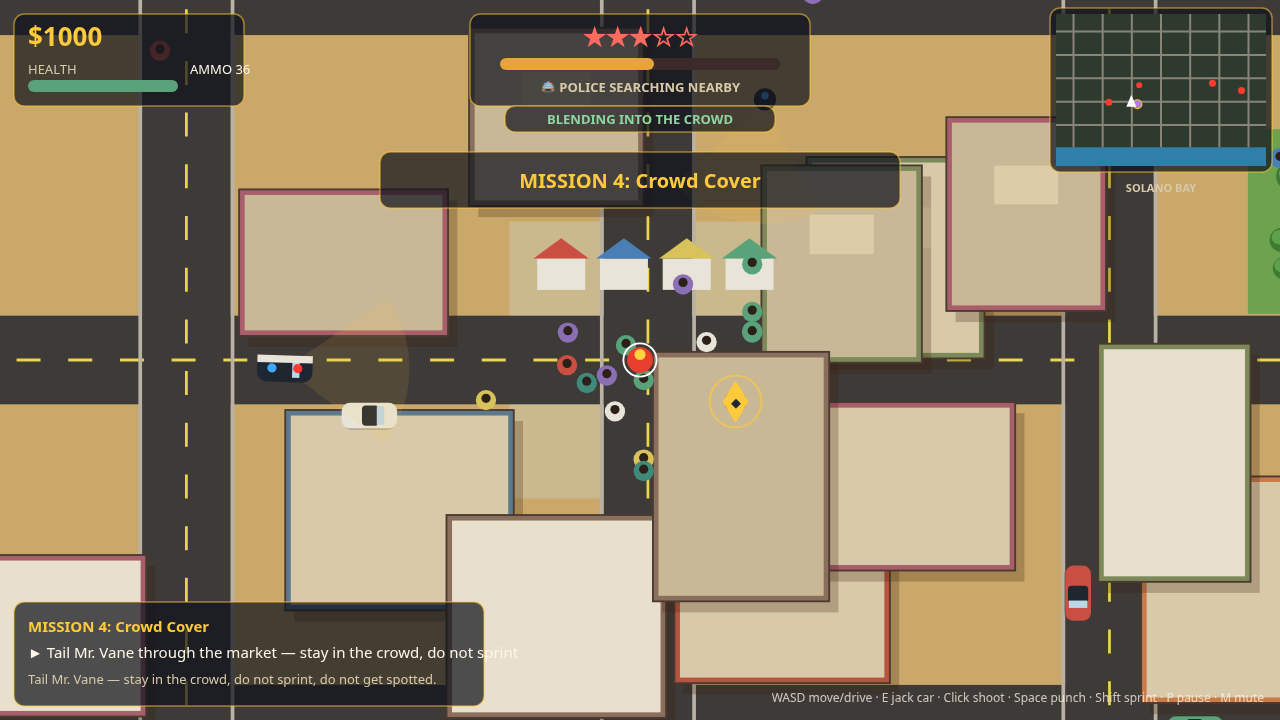 $1000
HEALTH
AMMO 36
POLICE SEARCHING NEARBY
BLENDING INTO THE CROWD
MISSION 4: Crowd Cover
SOLANO BAY
MISSION 4: Crowd Cover
► Tail Mr. Vane through the market — stay in the crowd, do not sprint
Tail Mr. Vane — stay in the crowd, do not sprint, do not get spotted.
WASD move/drive · E jack car · Click shoot · Space punch · Shift sprint · P pause · M mute